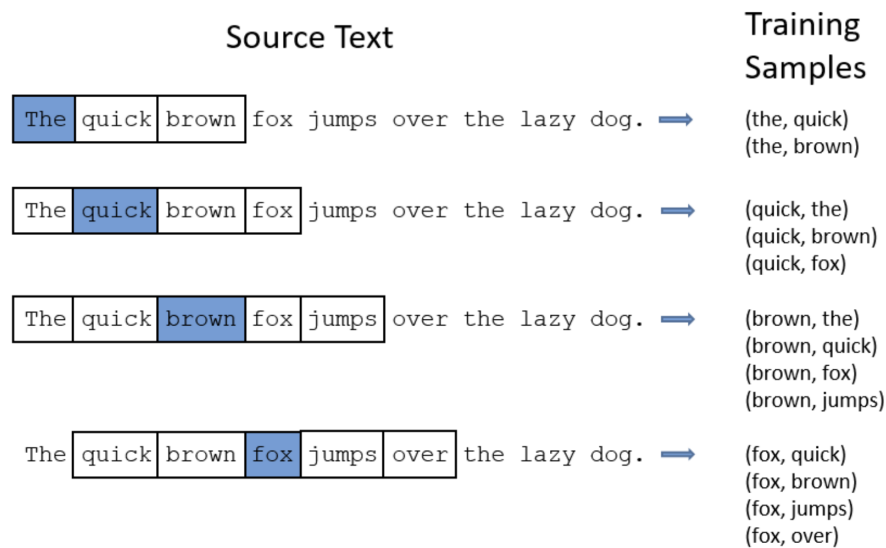 Source Text
Training
Samples
The quick brown fox jumps over the lazy dog.
(the, quick)
(the, brown)
The quick brown fox jumps over the lazy dog.
(quick, the)
(quick, brown)
(quick, fox)
The quick brown fox jumps over the lazy dog.
(brown, the)
(brown, quick)
(brown, fox)
(brown, jumps)
The quick brown fox jumps over the lazy dog.
(fox, quick)
(fox, brown)
(fox, jumps)
(fox, over)